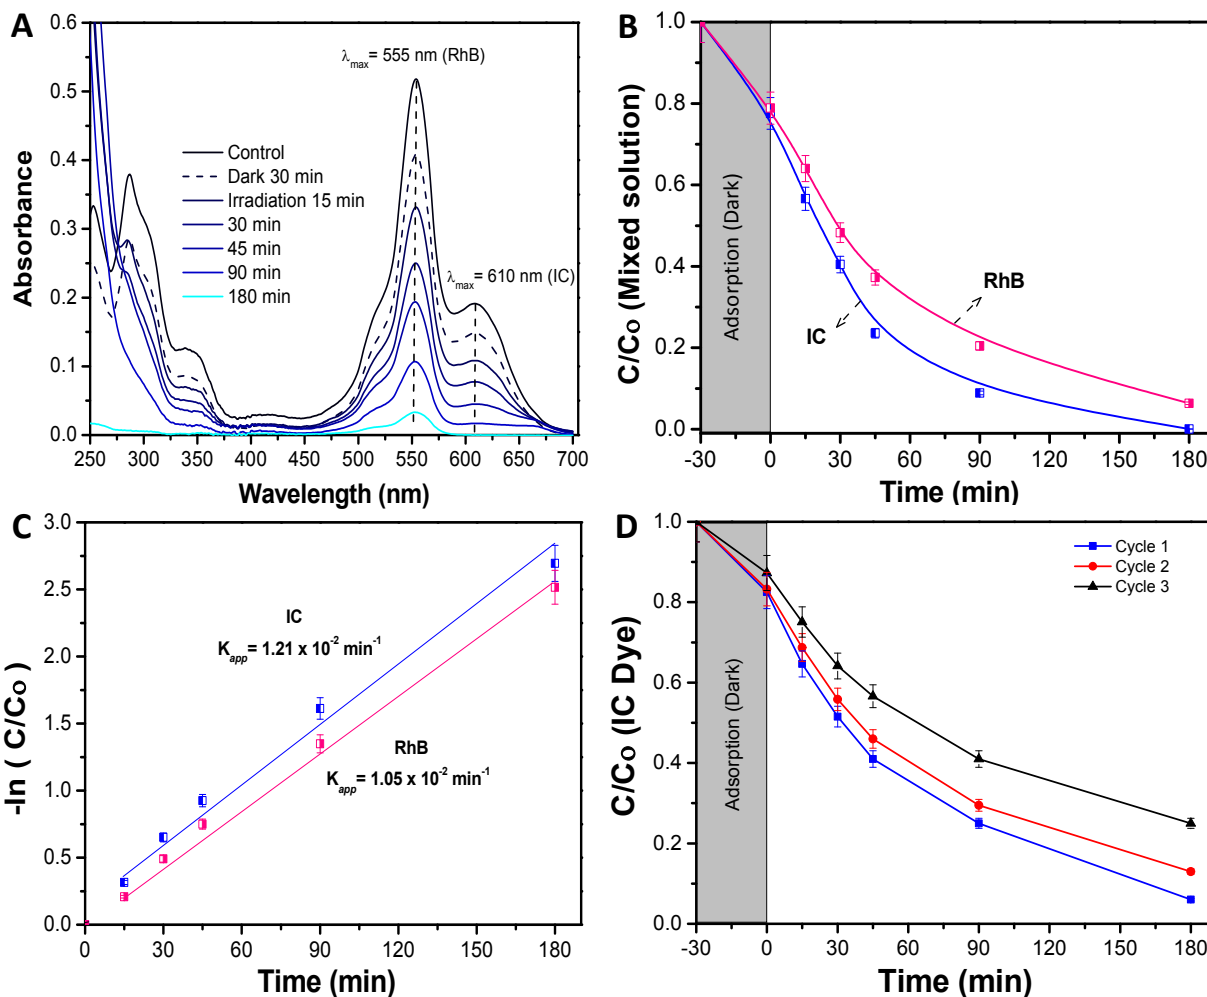 A
0.6
0.5
0.4
0.3
0.2
0.1
0.0
250 300 350 400 450 500 550 600 650 700
Absorbance
Wavelength (nm)
λmax= 555 nm (RhB)
λmax= 610 nm (IC)
Control
Dark 30 min
Irradiation 15 min
30 min
45 min
90 min
180 min
B
1.0
0.8
0.6
0.4
0.2
0.0
-30 0 30 60 90 120 150 180
C/Co (Mixed solution)
Time (min)
Adsorption (Dark)
RhB
IC
C
3.0
2.5
2.0
1.5
1.0
0.5
0.0
0 30 60 90 120 150 180
-ln ( C/Co )
Time (min)
IC
Kapp= 1.21 x 10-2 min-1
RhB
Kapp= 1.05 x 10-2 min-1
D
1.0
0.8
0.6
0.4
0.2
0.0
-30 0 30 60 90 120 150 180
C/Co (IC Dye)
Time (min)
Adsorption (Dark)
Cycle 1
Cycle 2
Cycle 3